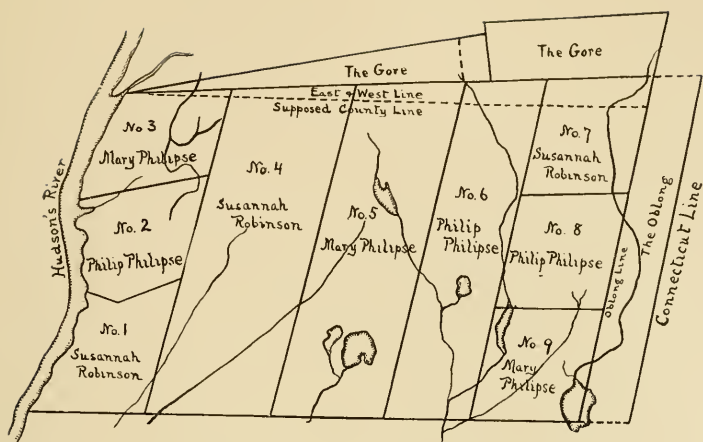 The Gore
The Gore
East & West Line
Supposed County Line
No 3
Mary Philipse
No. 4
Susannah
Robinson
No. 7
Susannah
Robinson
Hudson's River
No. 2
Philip Philipse
No. 5
Mary Philipse
No. 6
Philip
Philipse
No. 8
Philip Philipse
Oblong Line
The Oblong
Connecticut Line
No. 1
Susannah
Robinson
No. 9
Mary
Philipse